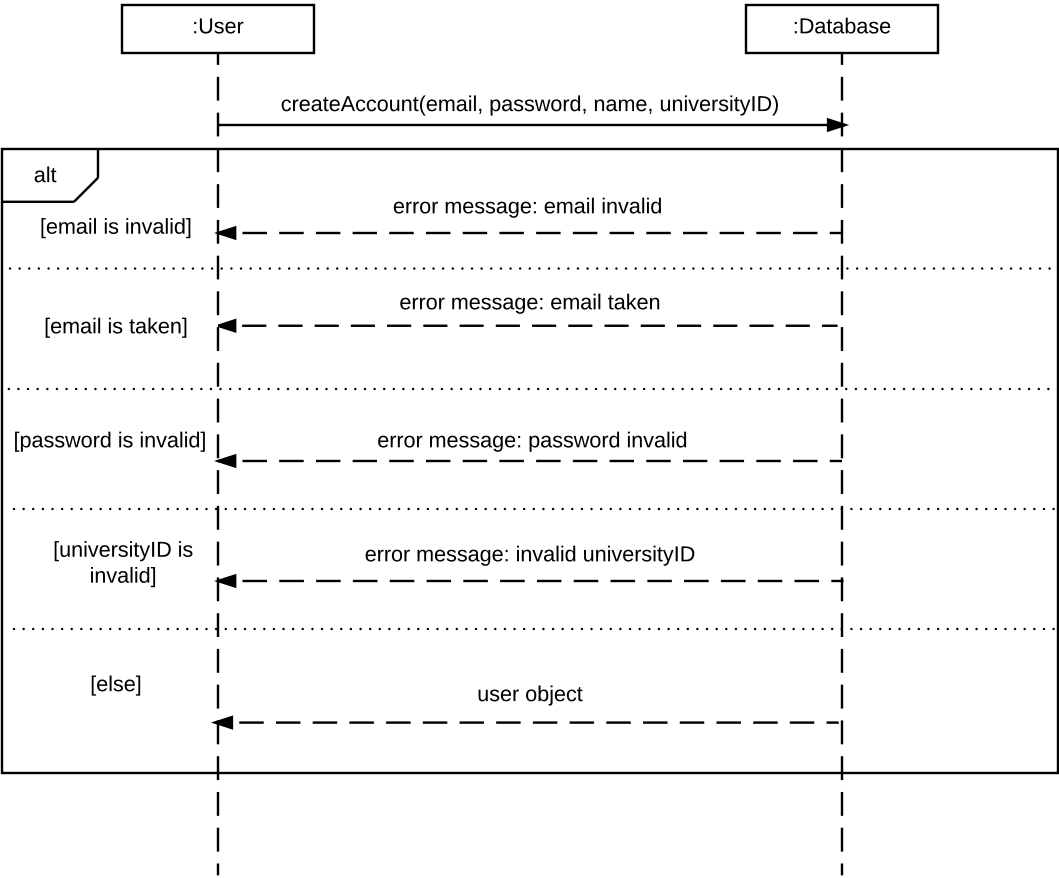 :User
:Database
createAccount(email, password, name, universityID)
alt
error message: email invalid
[email is invalid]
error message: email taken
[email is taken]
error message: password invalid
[password is invalid]
error message: invalid universityID
[universityID is
invalid]
user object
[else]